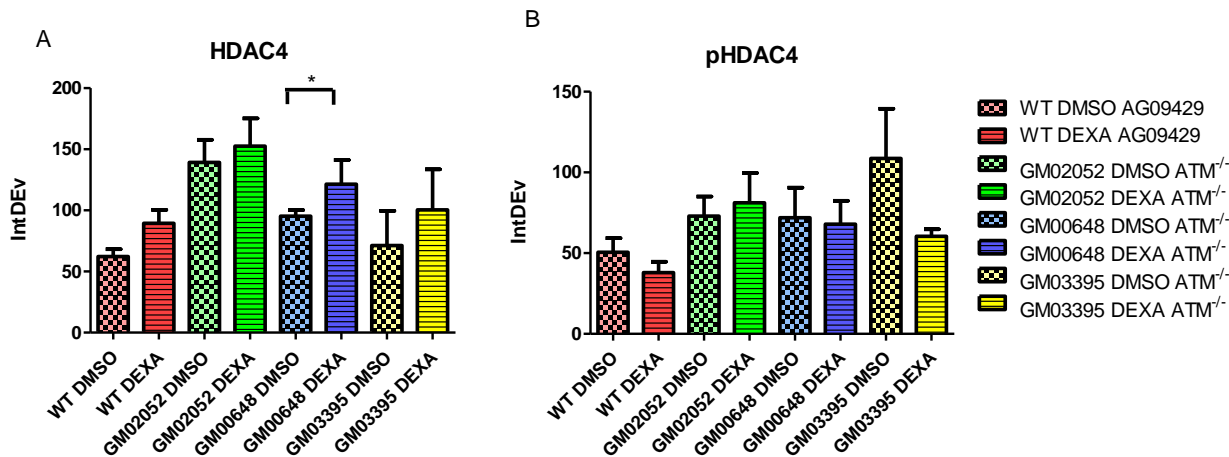 A
HDAC4
IntDEv
200
150
100
50
0
*
WT DMSO
WT DEXA
GM02052 DMSO
GM02052 DEXA
GM00648 DMSO
GM00648 DEXA
GM03395 DMSO
GM03395 DEXA
B
pHDAC4
IntDEv
150
100
50
0
WT DMSO
WT DEXA
GM02052 DMSO
GM02052 DEXA
GM00648 DMSO
GM00648 DEXA
GM03395 DMSO
GM03395 DEXA
WT DMSO AG09429
WT DEXA AG09429
GM02052 DMSO ATM⁻/⁻
GM02052 DEXA ATM⁻/⁻
GM00648 DMSO ATM⁻/⁻
GM00648 DEXA ATM⁻/⁻
GM03395 DMSO ATM⁻/⁻
GM03395 DEXA ATM⁻/⁻